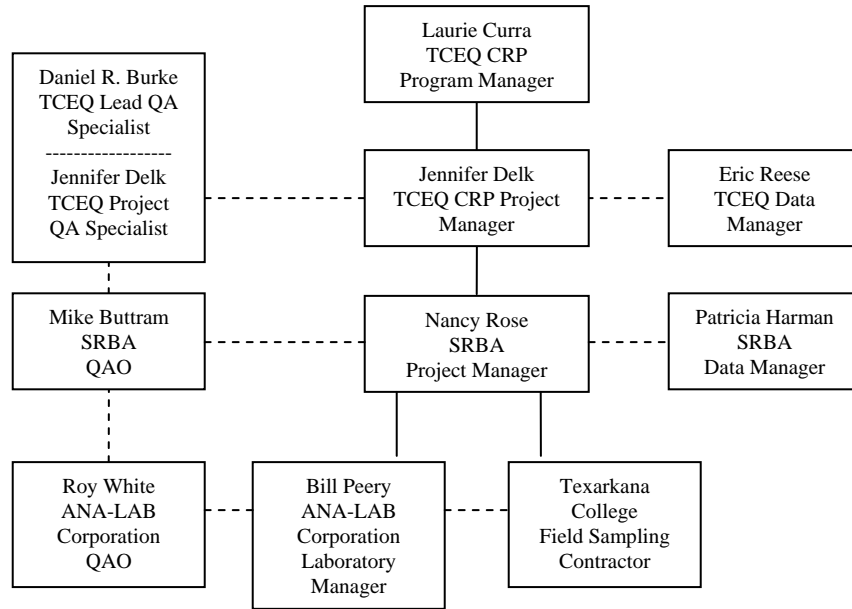 Laurie Curra
TCEQ CRP
Program Manager
Daniel R. Burke
TCEQ Lead QA
Specialist
-------------------
Jennifer Delk
TCEQ Project
QA Specialist
Jennifer Delk
TCEQ CRP Project
Manager
Eric Reese
TCEQ Data
Manager
Mike Buttram
SRBA
QAO
Nancy Rose
SRBA
Project Manager
Patricia Harman
SRBA
Data Manager
Roy White
ANA-LAB
Corporation
QAO
Bill Peery
ANA-LAB
Corporation
Laboratory
Manager
Texarkana
College
Field Sampling
Contractor